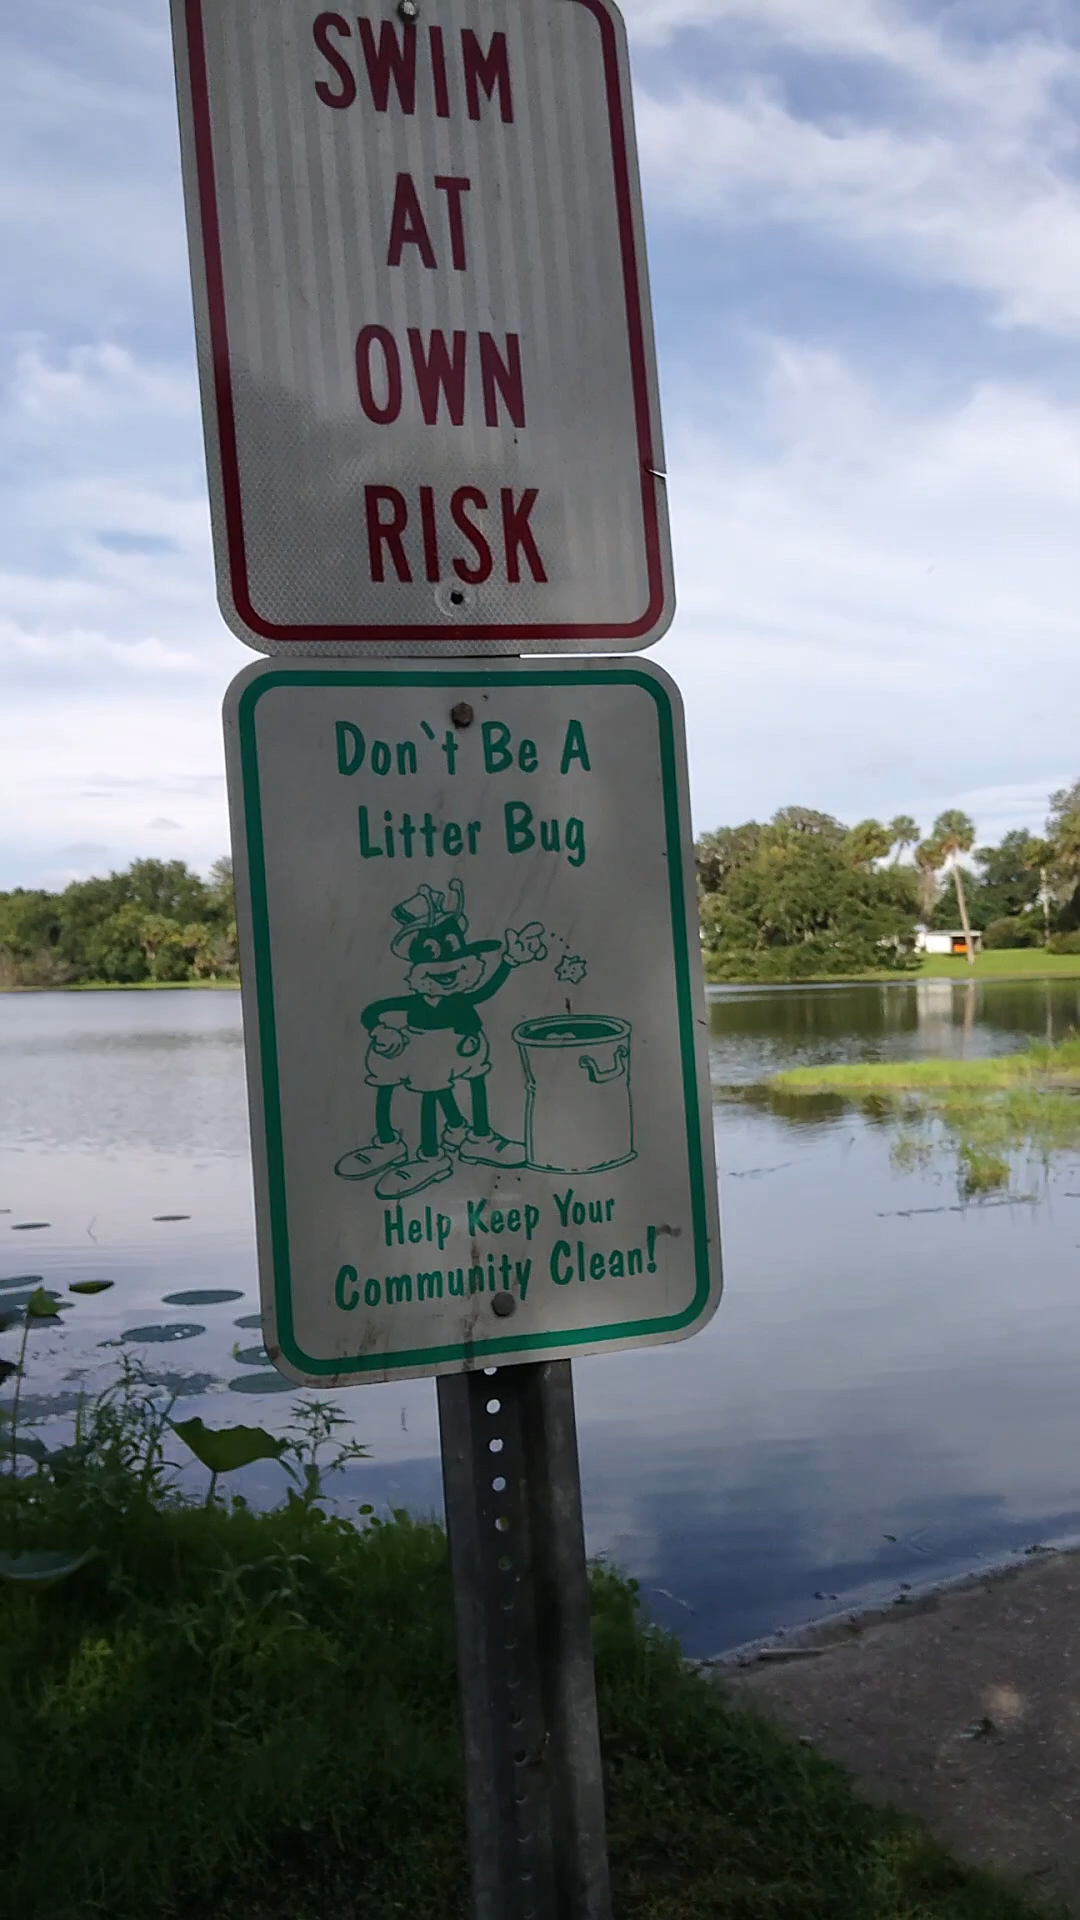 SWIM
AT
OWN
RISK
Don`t Be A
Litter Bug
Help Keep Your
Community Clean!